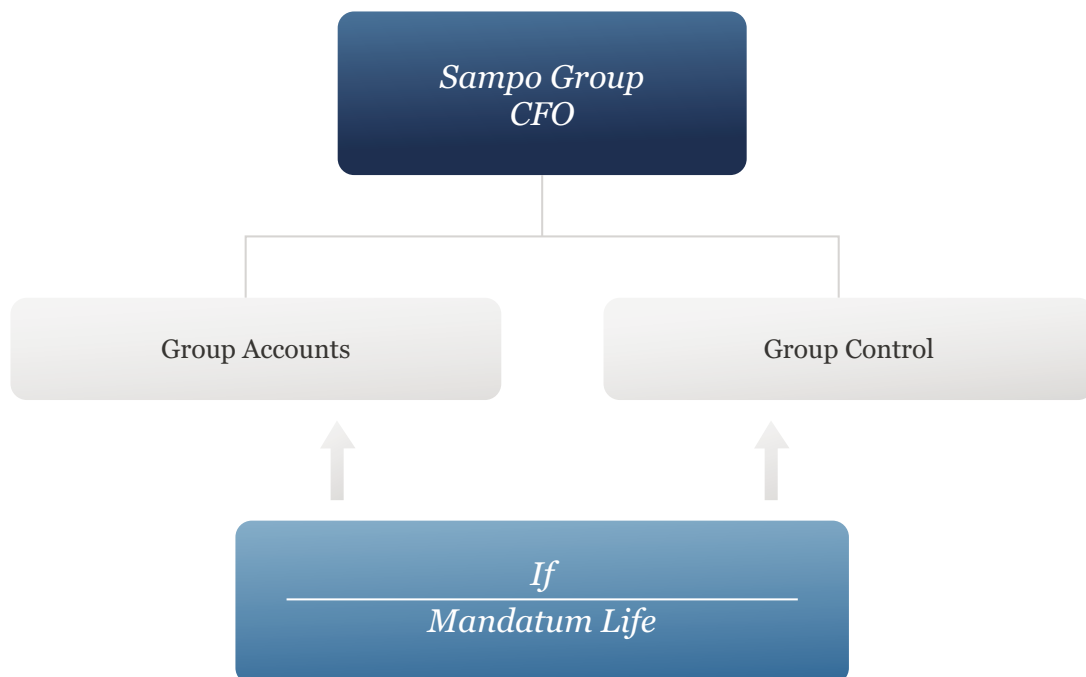 Sampo Group
CFO
Group Accounts
Group Control
If
Mandatum Life